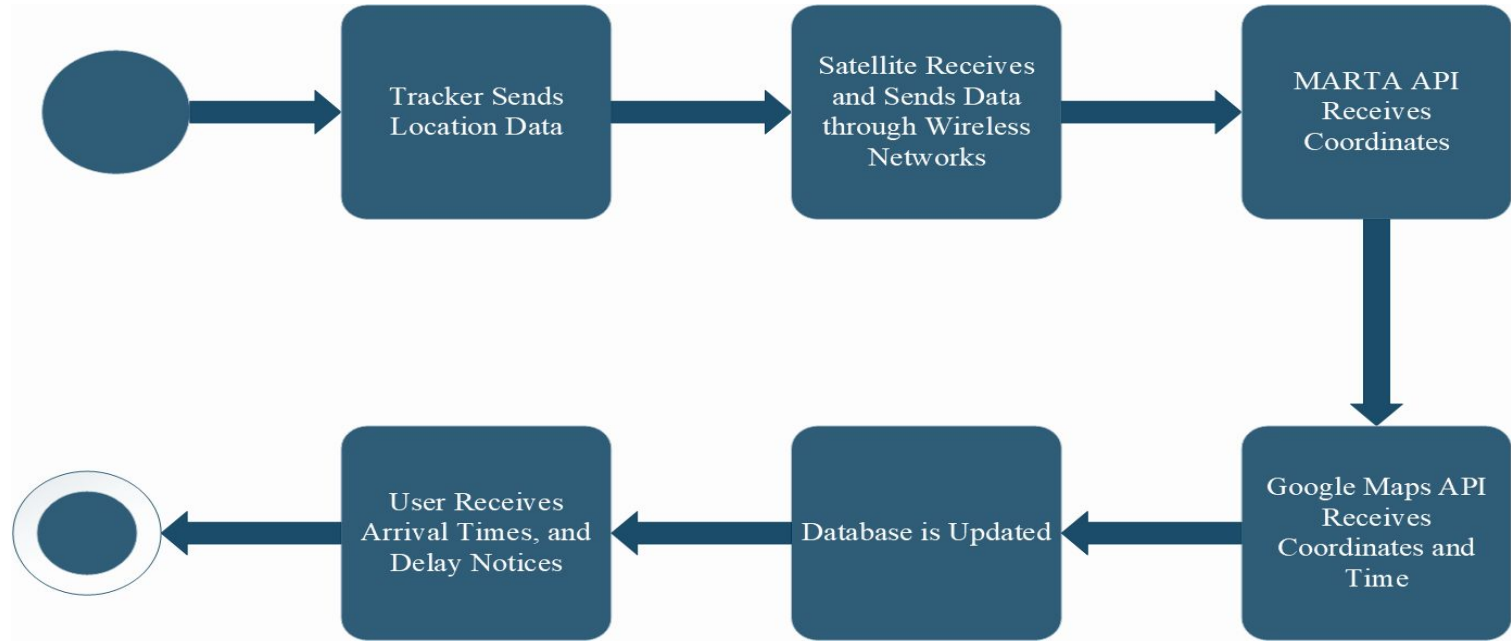 Tracker Sends
Location Data
Satellite Receives
and Sends Data
through Wireless
Networks
MARTA API
Receives
Coordinates
Google Maps API
Receives
Coordinates and
Time
Database is Updated
User Receives
Arrival Times, and
Delay Notices